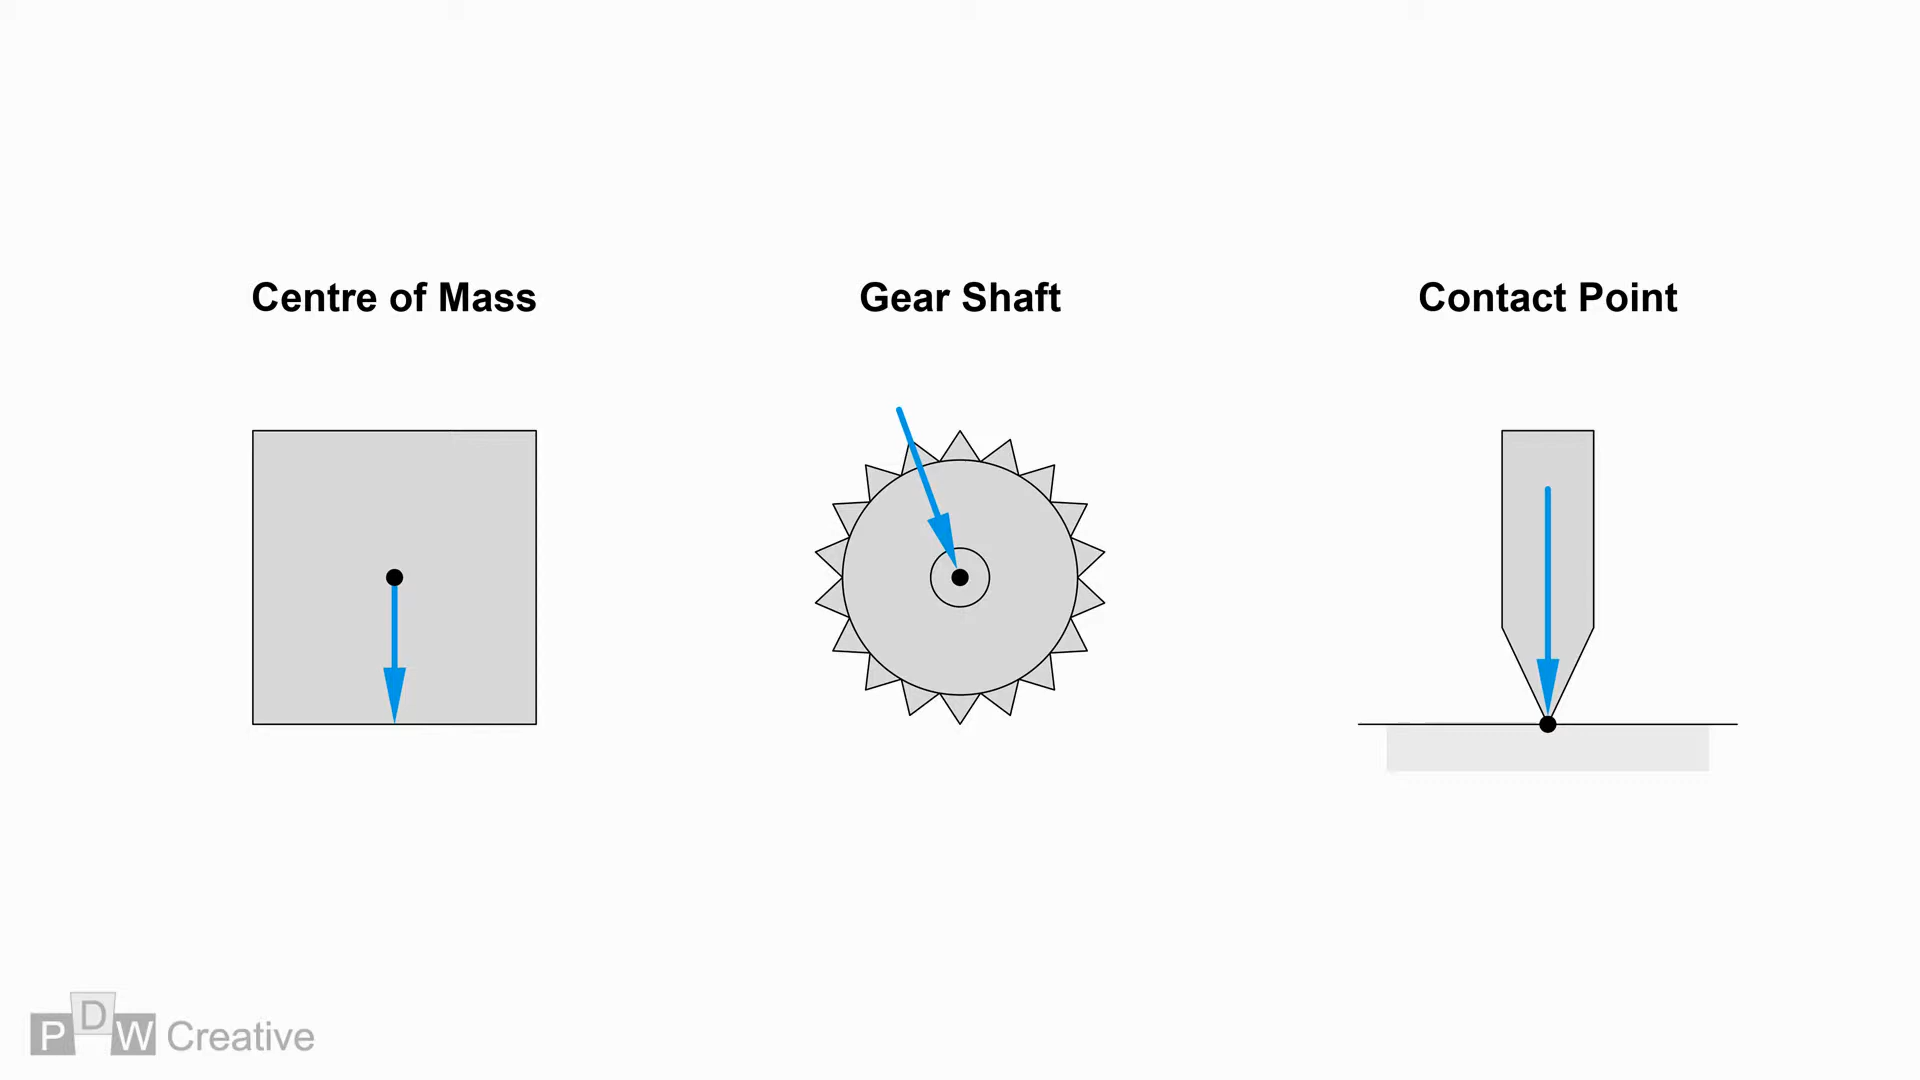 Centre of Mass
Gear Shaft
Contact Point
PDW Creative